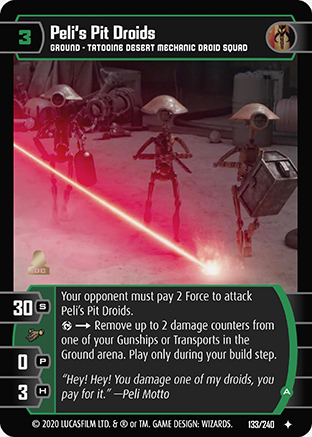 3
Peli's Pit Droids
GROUND - TATOOINE DESERT MECHANIC DROID SQUAD
30 S
0 P
3 H
Your opponent must pay 2 Force to attack
Peli's Pit Droids.
→ Remove up to 2 damage counters from
one of your Gunships or Transports in the
Ground arena. Play only during your build step.
"Hey! Hey! You damage one of my droids, you
pay for it." —Peli Motto
A
© 2020 LUCASFILM LTD. & ® or TM. GAME DESIGN: WIZARDS.
133/240